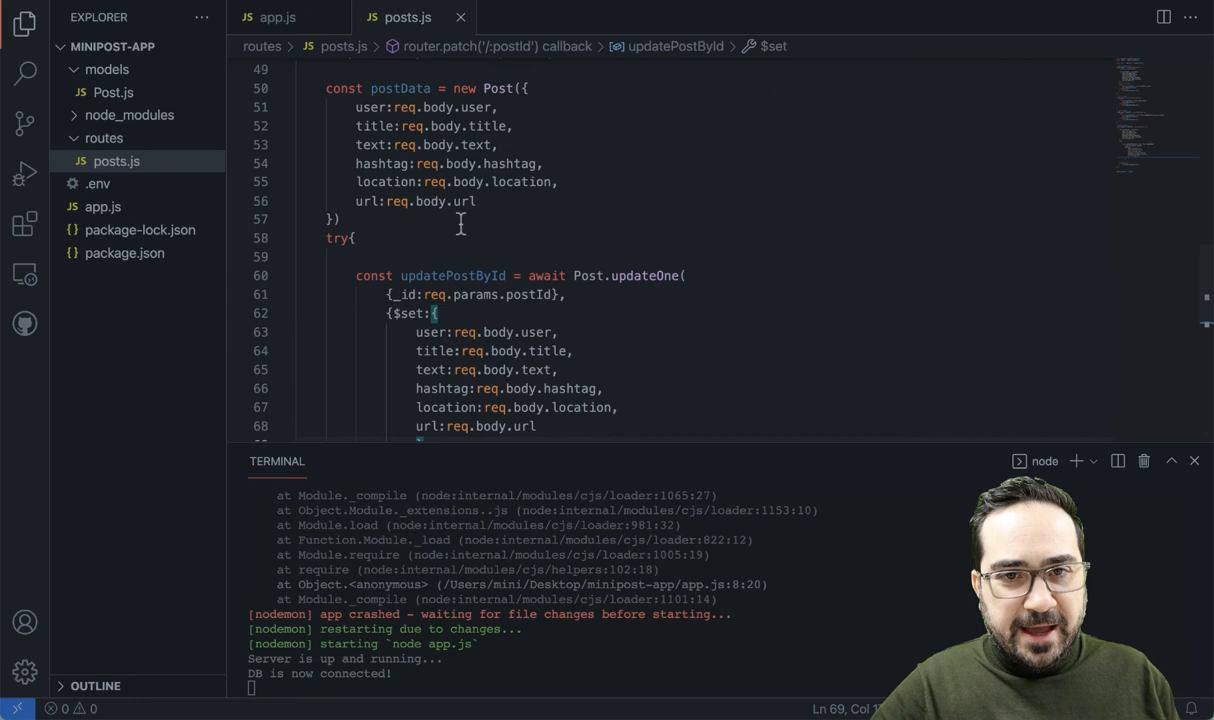 EXPLORER
···
MINIPOST-APP
models
JS Post.js
node_modules
routes
JS posts.js
.env
JS app.js
{} package-lock.json
{} package.json
OUTLINE
JS app.js
JS posts.js
···
routes > JS posts.js > router.patch('/:postId') callback > updatePostById > $set
49
50 const postData = new Post({
51 user:req.body.user,
52 title:req.body.title,
53 text:req.body.text,
54 hashtag:req.body.hashtag,
55 location:req.body.location,
56 url:req.body.url
57 })
58 try{
59
60 const updatePostById = await Post.updateOne(
61 {_id:req.params.postId},
62 {$set:{
63 user:req.body.user,
64 title:req.body.title,
65 text:req.body.text,
66 hashtag:req.body.hashtag,
67 location:req.body.location,
68 url:req.body.url
TERMINAL
node
at Module._compile (node:internal/modules/cjs/loader:1065:27)
at Object.Module._extensions..js (node:internal/modules/cjs/loader:1153:10)
at Module.load (node:internal/modules/cjs/loader:981:32)
at Function.Module._load (node:internal/modules/cjs/loader:822:12)
at Module.require (node:internal/modules/cjs/loader:1005:19)
at require (node:internal/modules/cjs/helpers:102:18)
at Object.<anonymous> (/Users/mini/Desktop/minipost-app/app.js:8:20)
at Module._compile (node:internal/modules/cjs/loader:1101:14)
[nodemon] app crashed - waiting for file changes before starting...
[nodemon] restarting due to changes...
[nodemon] starting `node app.js`
Server is up and running...
DB is now connected!
0 0
Ln 69, Col